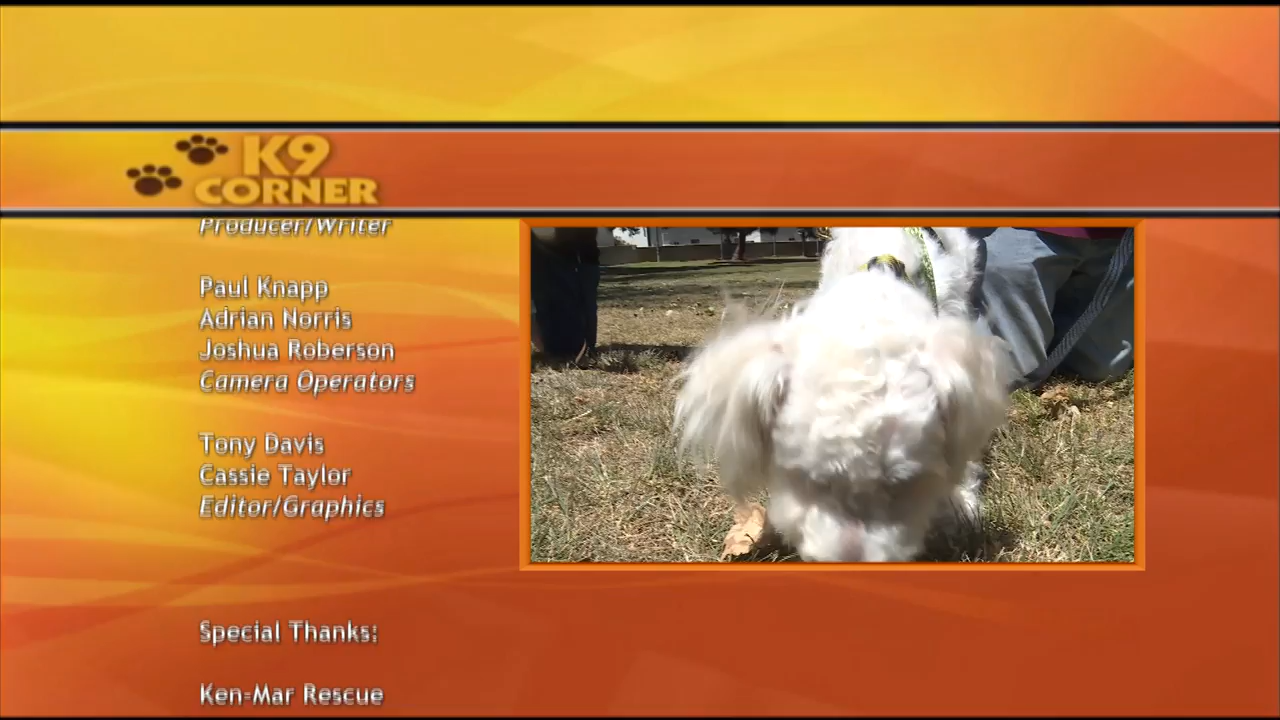 K9
CORNER
Producer/Writer
Paul Knapp
Adrian Norris
Joshua Roberson
Camera Operators
Tony Davis
Cassie Taylor
Editor/Graphics
Special Thanks:
Ken-Mar Rescue